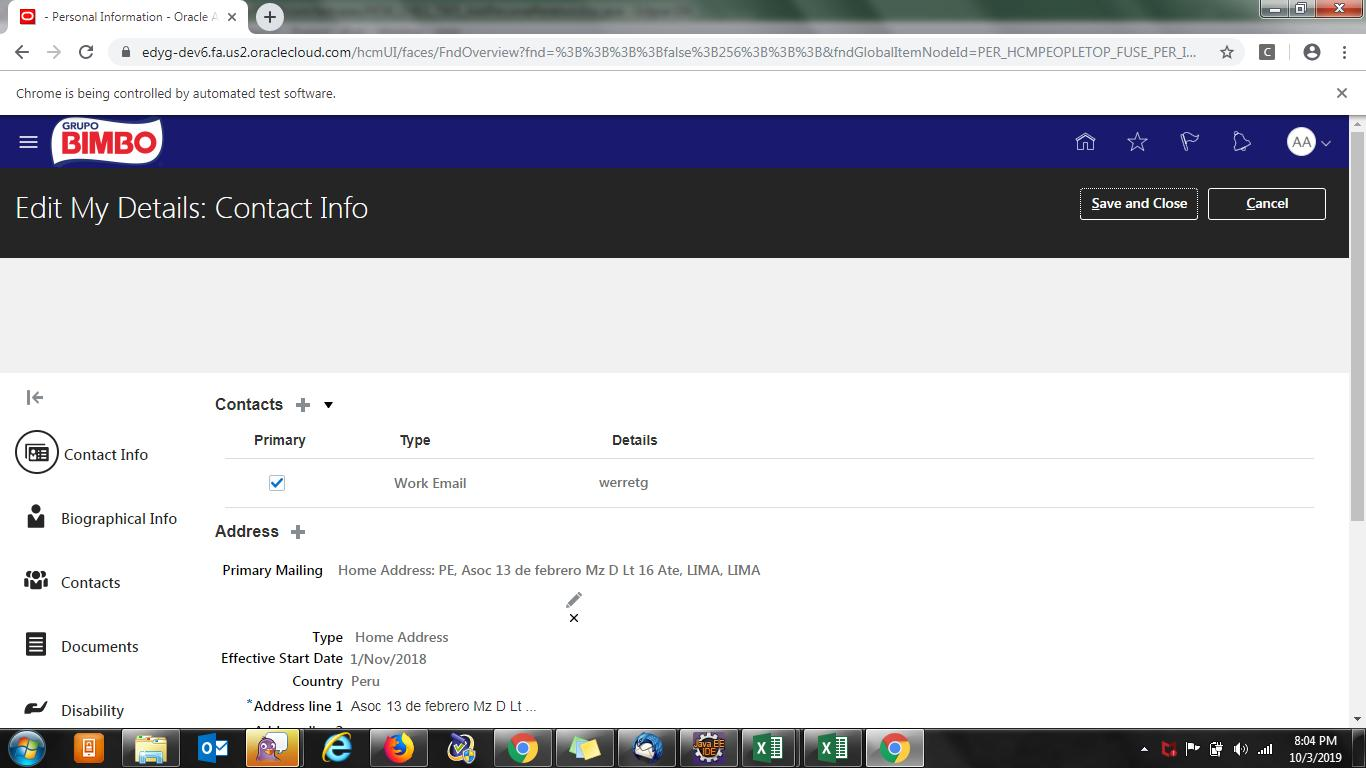 - Personal Information - Oracle A
edyg-dev6.fa.us2.oraclecloud.com/hcmUI/faces/FndOverview?fnd=%3B%3B%3B%3Bfalse%3B256%3B%3B%3B&fndGlobalItemNodeId=PER_HCMPEOPLETOP_FUSE_PER_I...
Chrome is being controlled by automated test software.
GRUPO
BIMBO
AA
Edit My Details: Contact Info
Save and Close
Cancel
Contacts
Primary Type Details
Work Email werretg
Contact Info
Biographical Info
Contacts
Documents
Disability
Address
Primary Mailing Home Address: PE, Asoc 13 de febrero Mz D Lt 16 Ate, LIMA, LIMA
Type Home Address
Effective Start Date 1/Nov/2018
Country Peru
*Address line 1 Asoc 13 de febrero Mz D Lt ...
Java EE
IDE
8:04 PM
10/3/2019